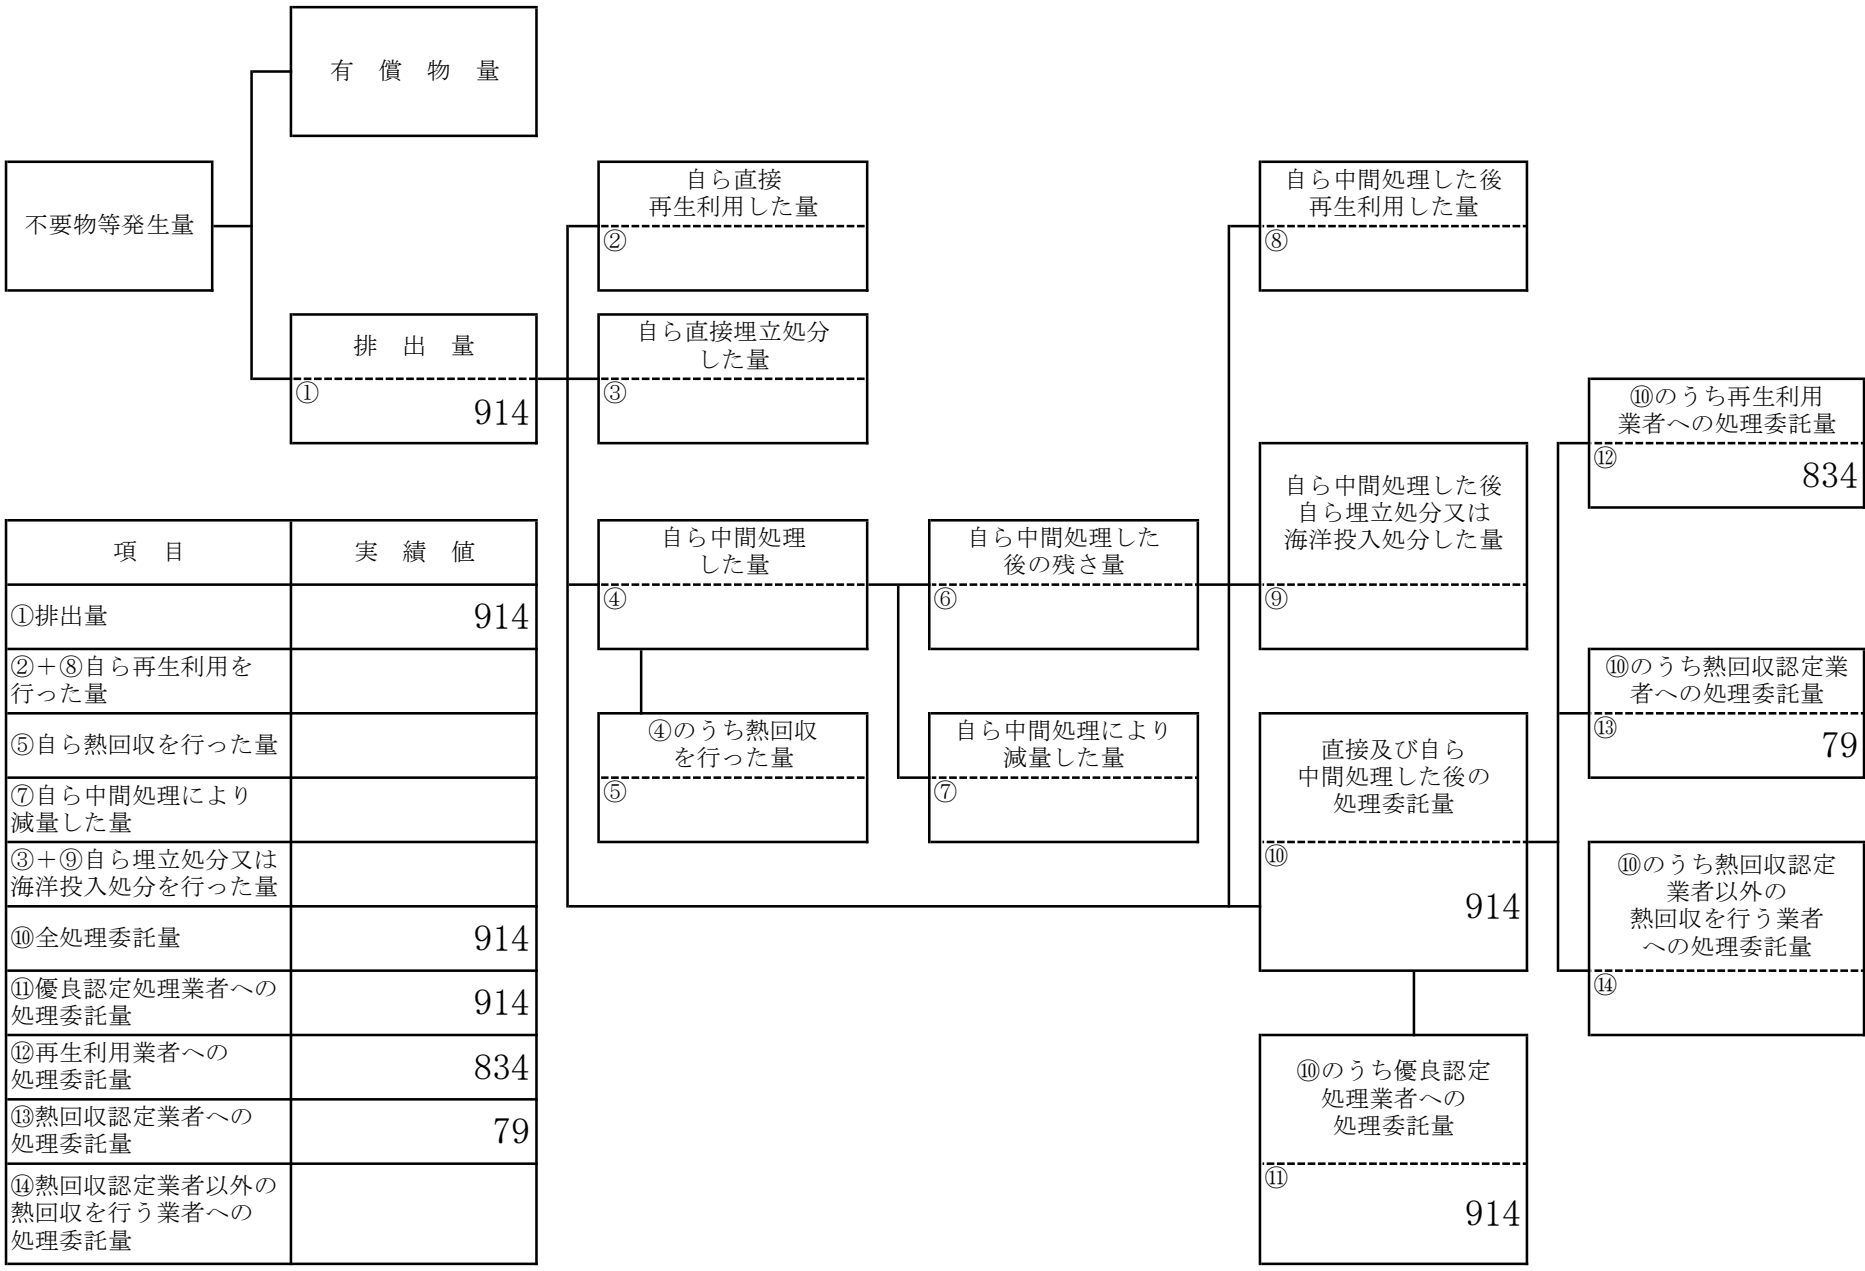 有　償　物　量
不要物等発生量
排　出　量
①
914
自ら直接
再生利用した量
②
自ら直接埋立処分
した量
③
自ら中間処理
した量
④
④のうち熱回収
を行った量
⑤
自ら中間処理した
後の残さ量
⑥
自ら中間処理により
減量した量
⑦
自ら中間処理した後
再生利用した量
⑧
自ら中間処理した後
自ら埋立処分又は
海洋投入処分した量
⑨
直接及び自ら
中間処理した後の
処理委託量
⑩
914
⑩のうち優良認定
処理業者への
処理委託量
⑪
914
⑩のうち再生利用
業者への処理委託量
⑫
834
⑩のうち熱回収認定業
者への処理委託量
⑬
79
⑩のうち熱回収認定
業者以外の
熱回収を行う業者
への処理委託量
⑭
項　目　実　績　値
①排出量　914
②＋⑧自ら再生利用を
行った量
⑤自ら熱回収を行った量
⑦自ら中間処理により
減量した量
③＋⑨自ら埋立処分又は
海洋投入処分を行った量
⑩全処理委託量　914
⑪優良認定処理業者への
処理委託量　914
⑫再生利用業者への
処理委託量　834
⑬熱回収認定業者への
処理委託量　79
⑭熱回収認定業者以外の
熱回収を行う業者への
処理委託量